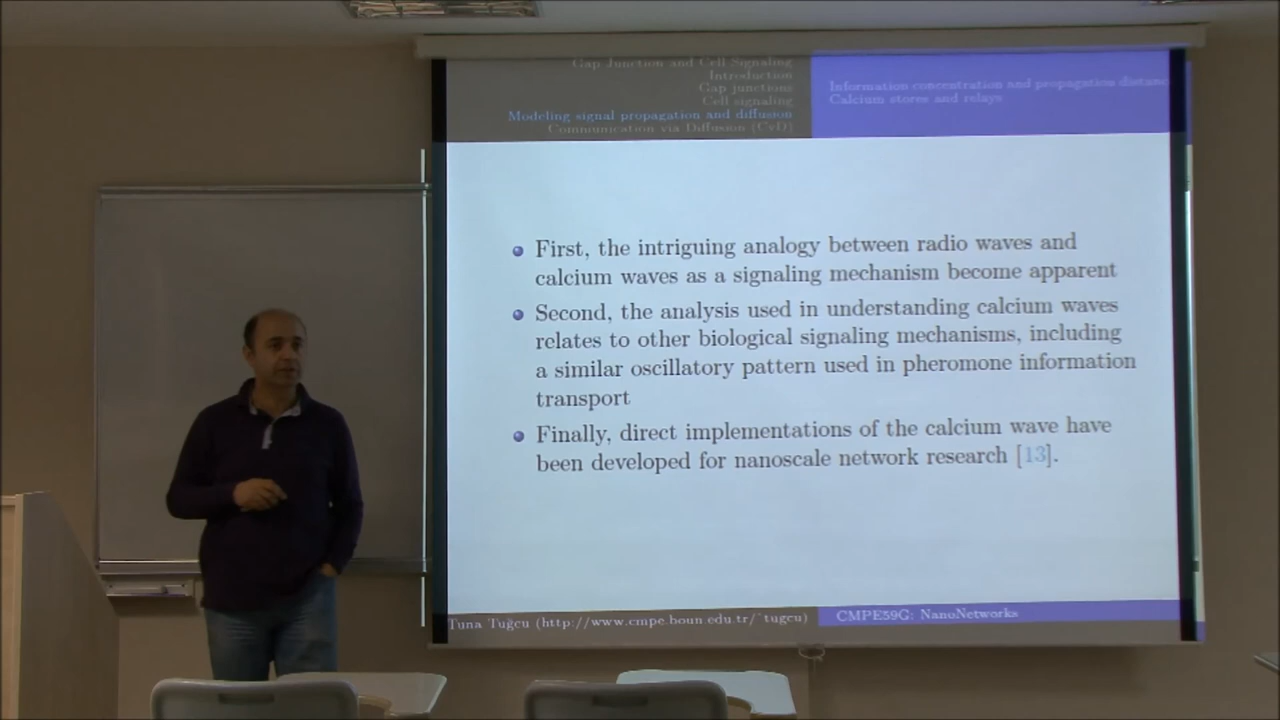 Gap Junction and Cell Signaling
Introduction
Gap junctions
Cell signaling
Modeling signal propagation and diffusion
Communication via Diffusion (CvD)
Information concentration and propagation distanc
Calcium stores and relays
First, the intriguing analogy between radio waves and
calcium waves as a signaling mechanism become apparent
Second, the analysis used in understanding calcium waves
relates to other biological signaling mechanisms, including
a similar oscillatory pattern used in pheromone information
transport
Finally, direct implementations of the calcium wave have
been developed for nanoscale network research [13].
Tuna Tuğcu (http://www.cmpe.boun.edu.tr/~tugcu)
CMPE59G: NanoNetworks